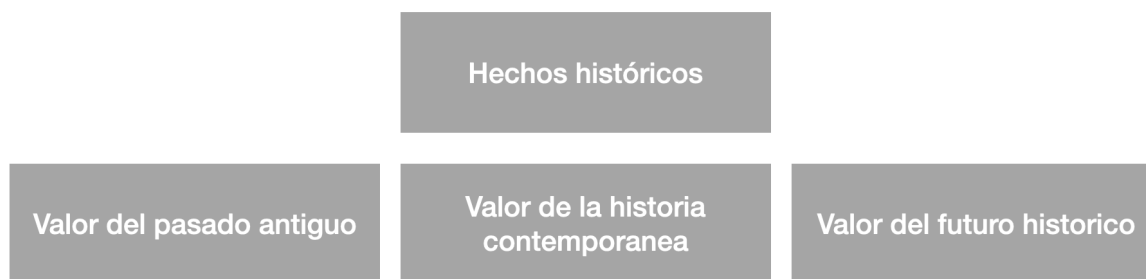 Hechos históricos
Valor del pasado antiguo
Valor de la historia
contemporanea
Valor del futuro historico